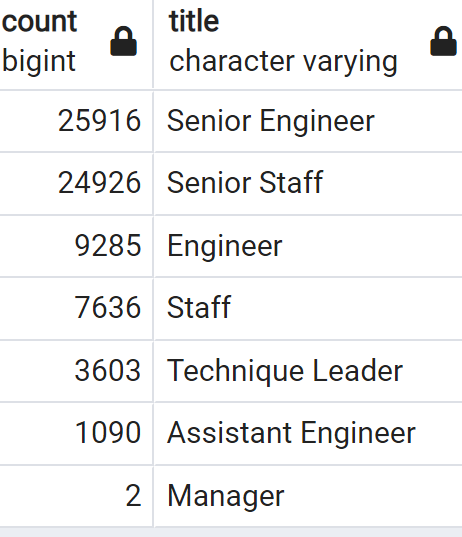 count title
bigint character varying
25916 Senior Engineer
24926 Senior Staff
9285 Engineer
7636 Staff
3603 Technique Leader
1090 Assistant Engineer
2 Manager